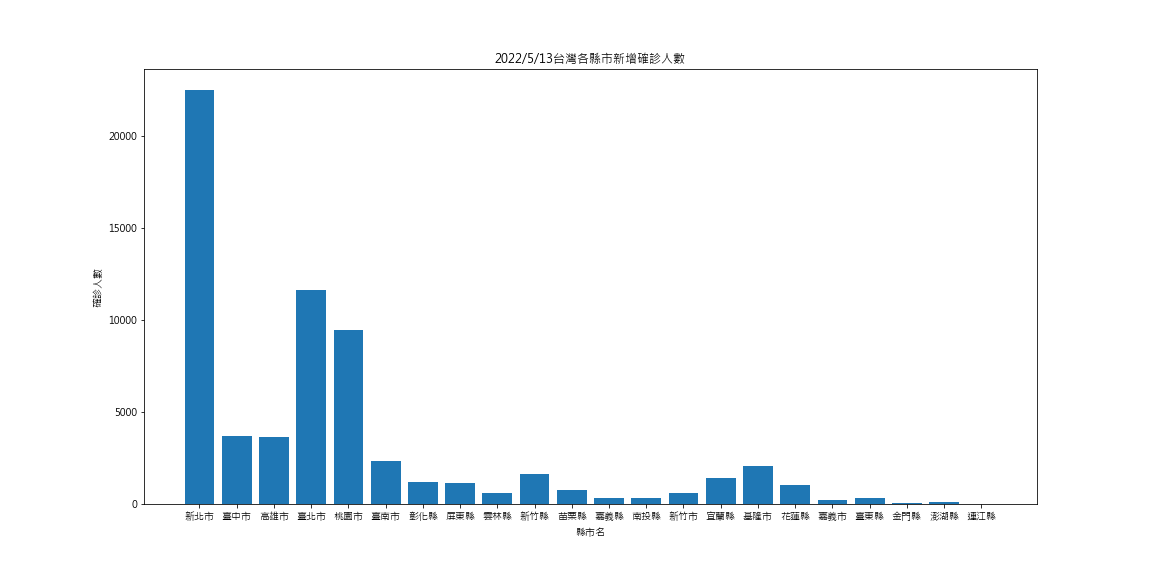 2022/5/13台灣各縣市新增確診人數
確診人數
20000
15000
10000
5000
0
新北市 臺中市 高雄市 臺北市 桃園市 臺南市 彰化縣 屏東縣 雲林縣 新竹縣 苗栗縣 嘉義縣 南投縣 新竹市 宜蘭縣 基隆市 花蓮縣 嘉義市 臺東縣 金門縣 澎湖縣 連江縣
縣市名